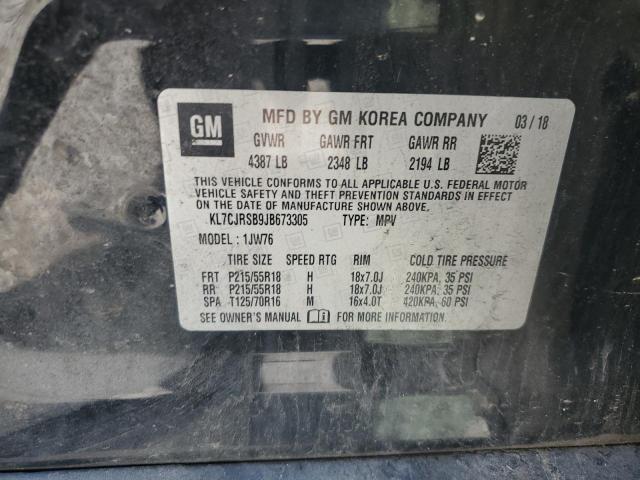 GM
MFD BY GM KOREA COMPANY 03/18
GVWR GAWR FRT GAWR RR
4387 LB 2348 LB 2194 LB
THIS VEHICLE CONFORMS TO ALL APPLICABLE U.S. FEDERAL MOTOR
VEHICLE SAFETY AND THEFT PREVENTION STANDARDS IN EFFECT
ON THE DATE OF MANUFACTURE SHOWN ABOVE.
KL7CJRSB9JB673305 TYPE: MPV
MODEL: 1JW76
TIRE SIZE SPEED RTG RIM COLD TIRE PRESSURE
FRT P215/55R18 H 18x7.0J 240KPA, 35 PSI
RR P215/55R18 H 18x7.0J 240KPA, 35 PSI
SPA T125/70R16 M 16x4.0T 420KPA, 60 PSI
SEE OWNER'S MANUAL FOR MORE INFORMATION.